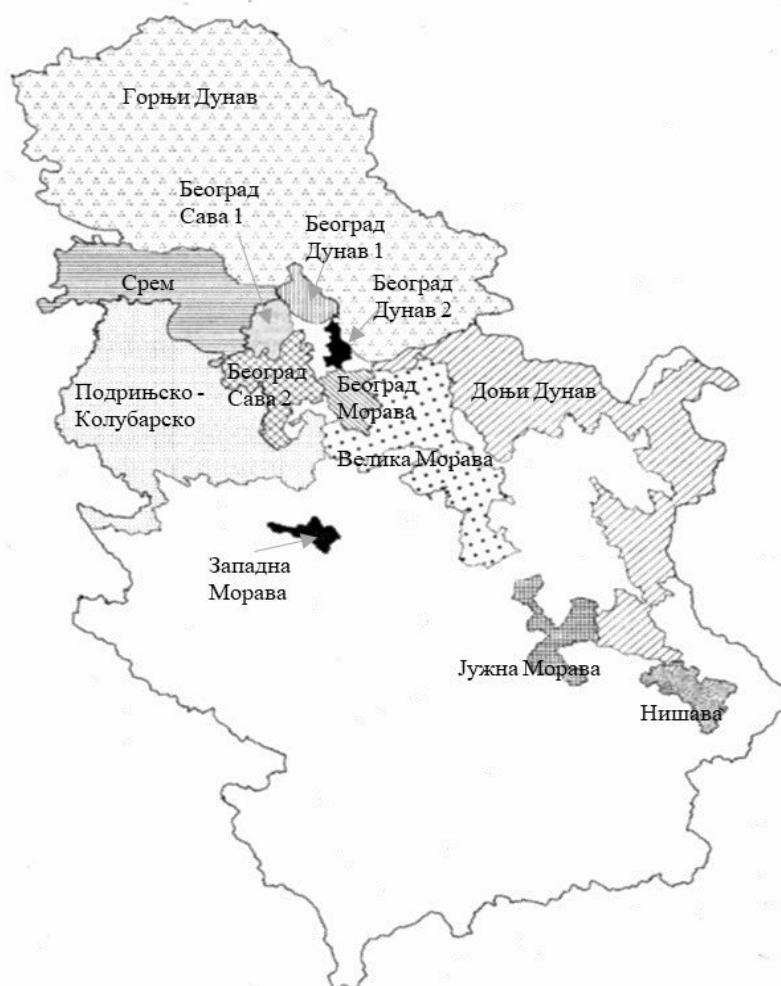 Горњи Дунав
Београд
Сава 1
Београд
Дунав 1
Срем
Београд
Дунав 2
Подрињско -
Колубарско
Београд
Сава 2
Београд
Морава
Доњи Дунав
Велика Морава
Западна
Морава
Јужна Морава
Нишава